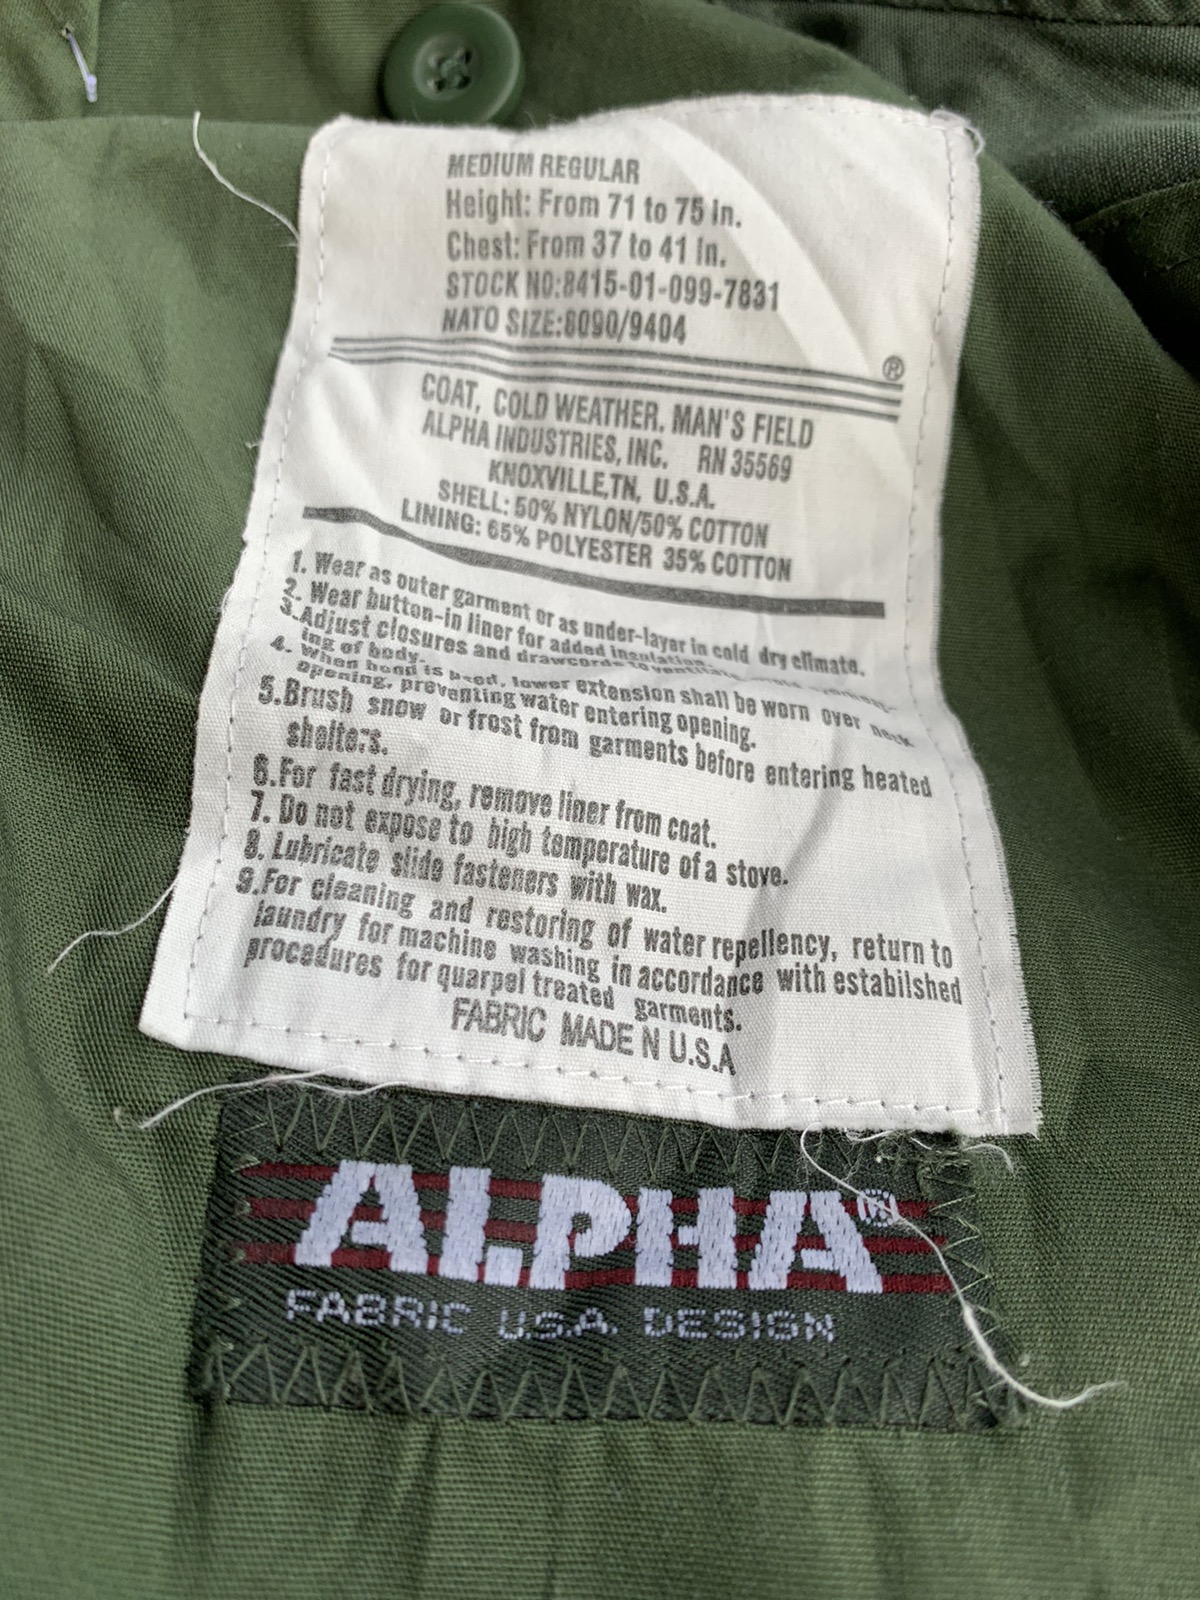 MEDIUM REGULAR
Height: From 71 to 75 in.
Chest: From 37 to 41 in.
STOCK NO:8415-01-099-7831
NATO SIZE:8090/9404
®
COAT, COLD WEATHER, MAN'S FIELD
ALPHA INDUSTRIES, INC. RN 35569
KNOXVILLE,TN, U.S.A.
SHELL: 50% NYLON/50% COTTON
LINING: 65% POLYESTER 35% COTTON
1. Wear as outer garment or as under-layer in cold dry climate.
2. Wear button-in liner for added insulation.
3.Adjust closures and drawcords to ventilate,
ing of body.
4. When hood is used, lower extension shall be worn over neck
opening, preventing water entering opening.
5.Brush snow or frost from garments before entering heated
shelters.
6.For fast drying, remove liner from coat.
7. Do not expose to high temperature of a stove.
8. Lubricate slide fasteners with wax.
9.For cleaning and restoring of water repellency, return to
laundry for machine washing in accordance with estabilshed
procedures for quarpel treated garments.
FABRIC MADE N U.S.A
ALPHA®
FABRIC U.S.A. DESIGN